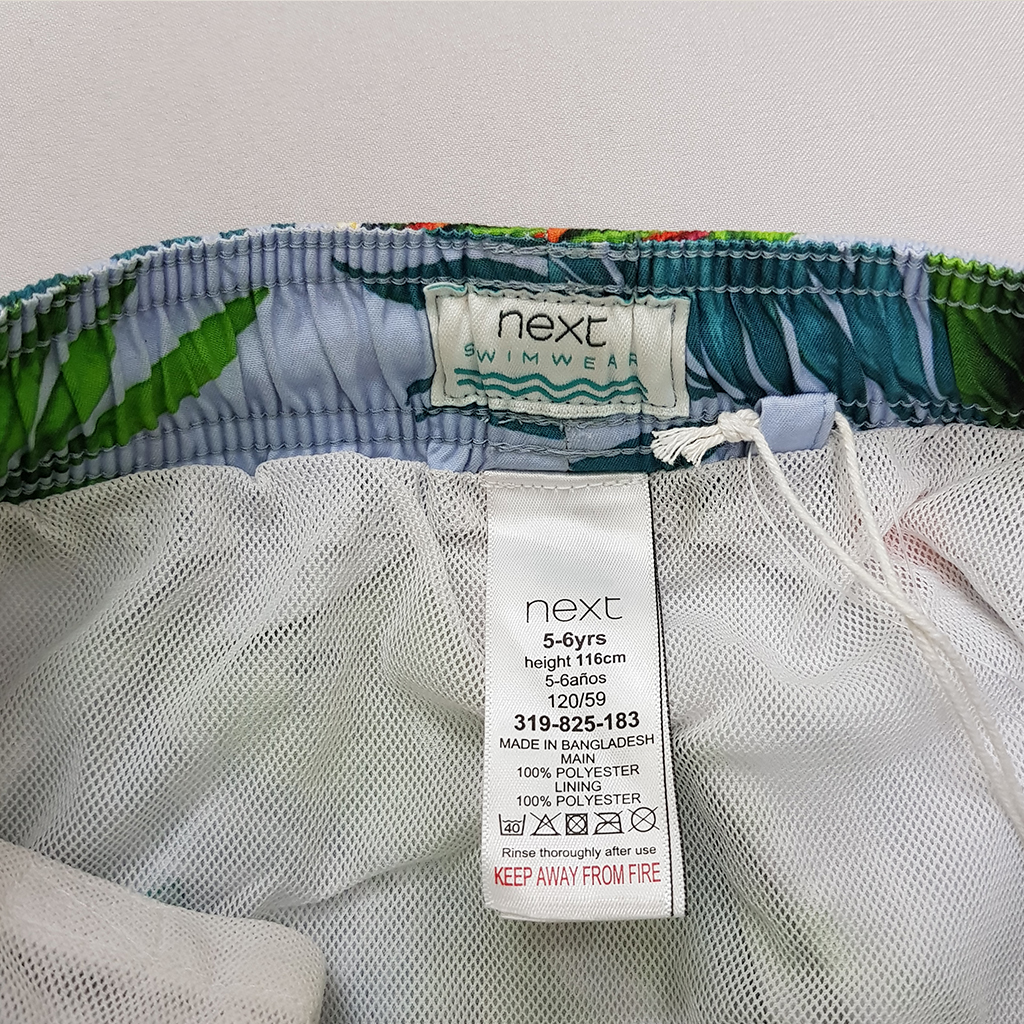 next
SWIMWEAR
next
5-6yrs
height 116cm
5-6años
120/59
319-825-183
MADE IN BANGLADESH
MAIN
100% POLYESTER
LINING
100% POLYESTER
40
Rinse thoroughly after use
KEEP AWAY FROM FIRE